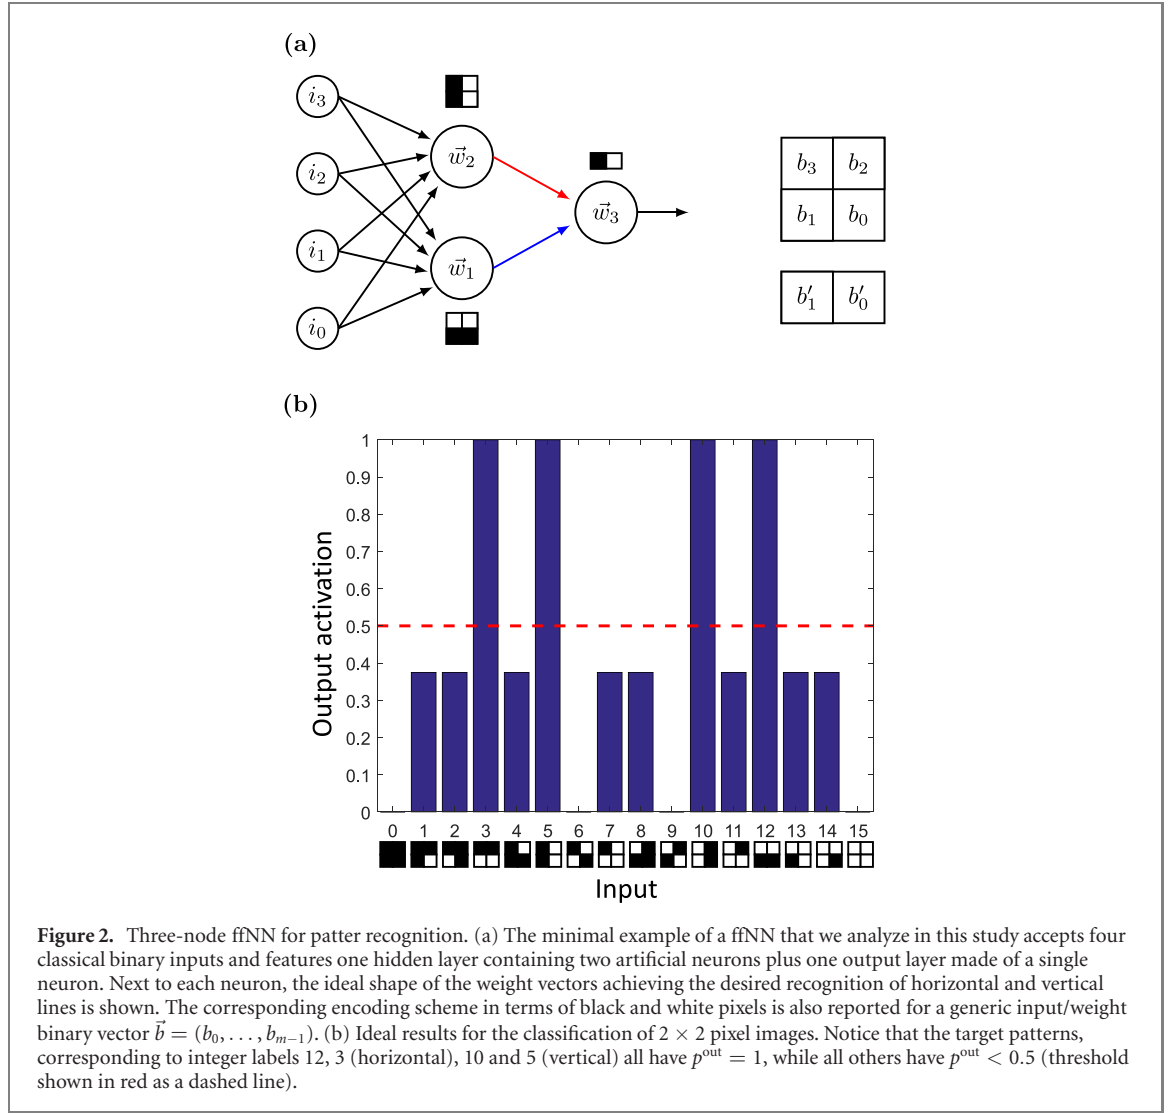 (a)
i₃
i₂
i₁
i₀
w⃗₂
w⃗₁
w⃗₃
b₃ b₂
b₁ b₀
b′₁ b′₀
(b)
Output activation
1
0.9
0.8
0.7
0.6
0.5
0.4
0.3
0.2
0.1
0
0 1 2 3 4 5 6 7 8 9 10 11 12 13 14 15
Input
Figure 2. Three-node ffNN for patter recognition. (a) The minimal example of a ffNN that we analyze in this study accepts four
classical binary inputs and features one hidden layer containing two artificial neurons plus one output layer made of a single
neuron. Next to each neuron, the ideal shape of the weight vectors achieving the desired recognition of horizontal and vertical
lines is shown. The corresponding encoding scheme in terms of black and white pixels is also reported for a generic input/weight
binary vector b⃗ = (b₀, . . . , bₘ₋₁). (b) Ideal results for the classification of 2 × 2 pixel images. Notice that the target patterns,
corresponding to integer labels 12, 3 (horizontal), 10 and 5 (vertical) all have pᵒᵘᵗ = 1, while all others have pᵒᵘᵗ < 0.5 (threshold
shown in red as a dashed line).